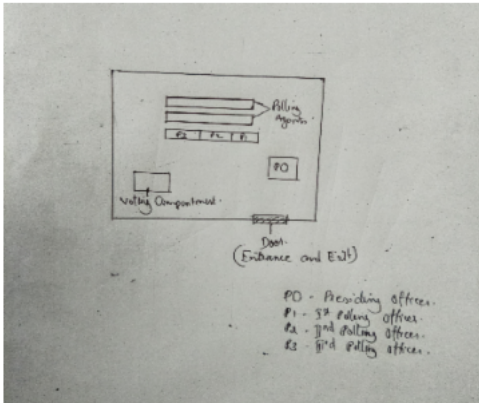 Polling
Agents
P3 P2 P1
PO
Voting Compartment.
Door.
(Entrance and Exit)
PO - Presiding Officer.
P1 - Ist Polling Officer.
P2 - IInd Polling Officer.
P3 - IIIrd Polling Officer.